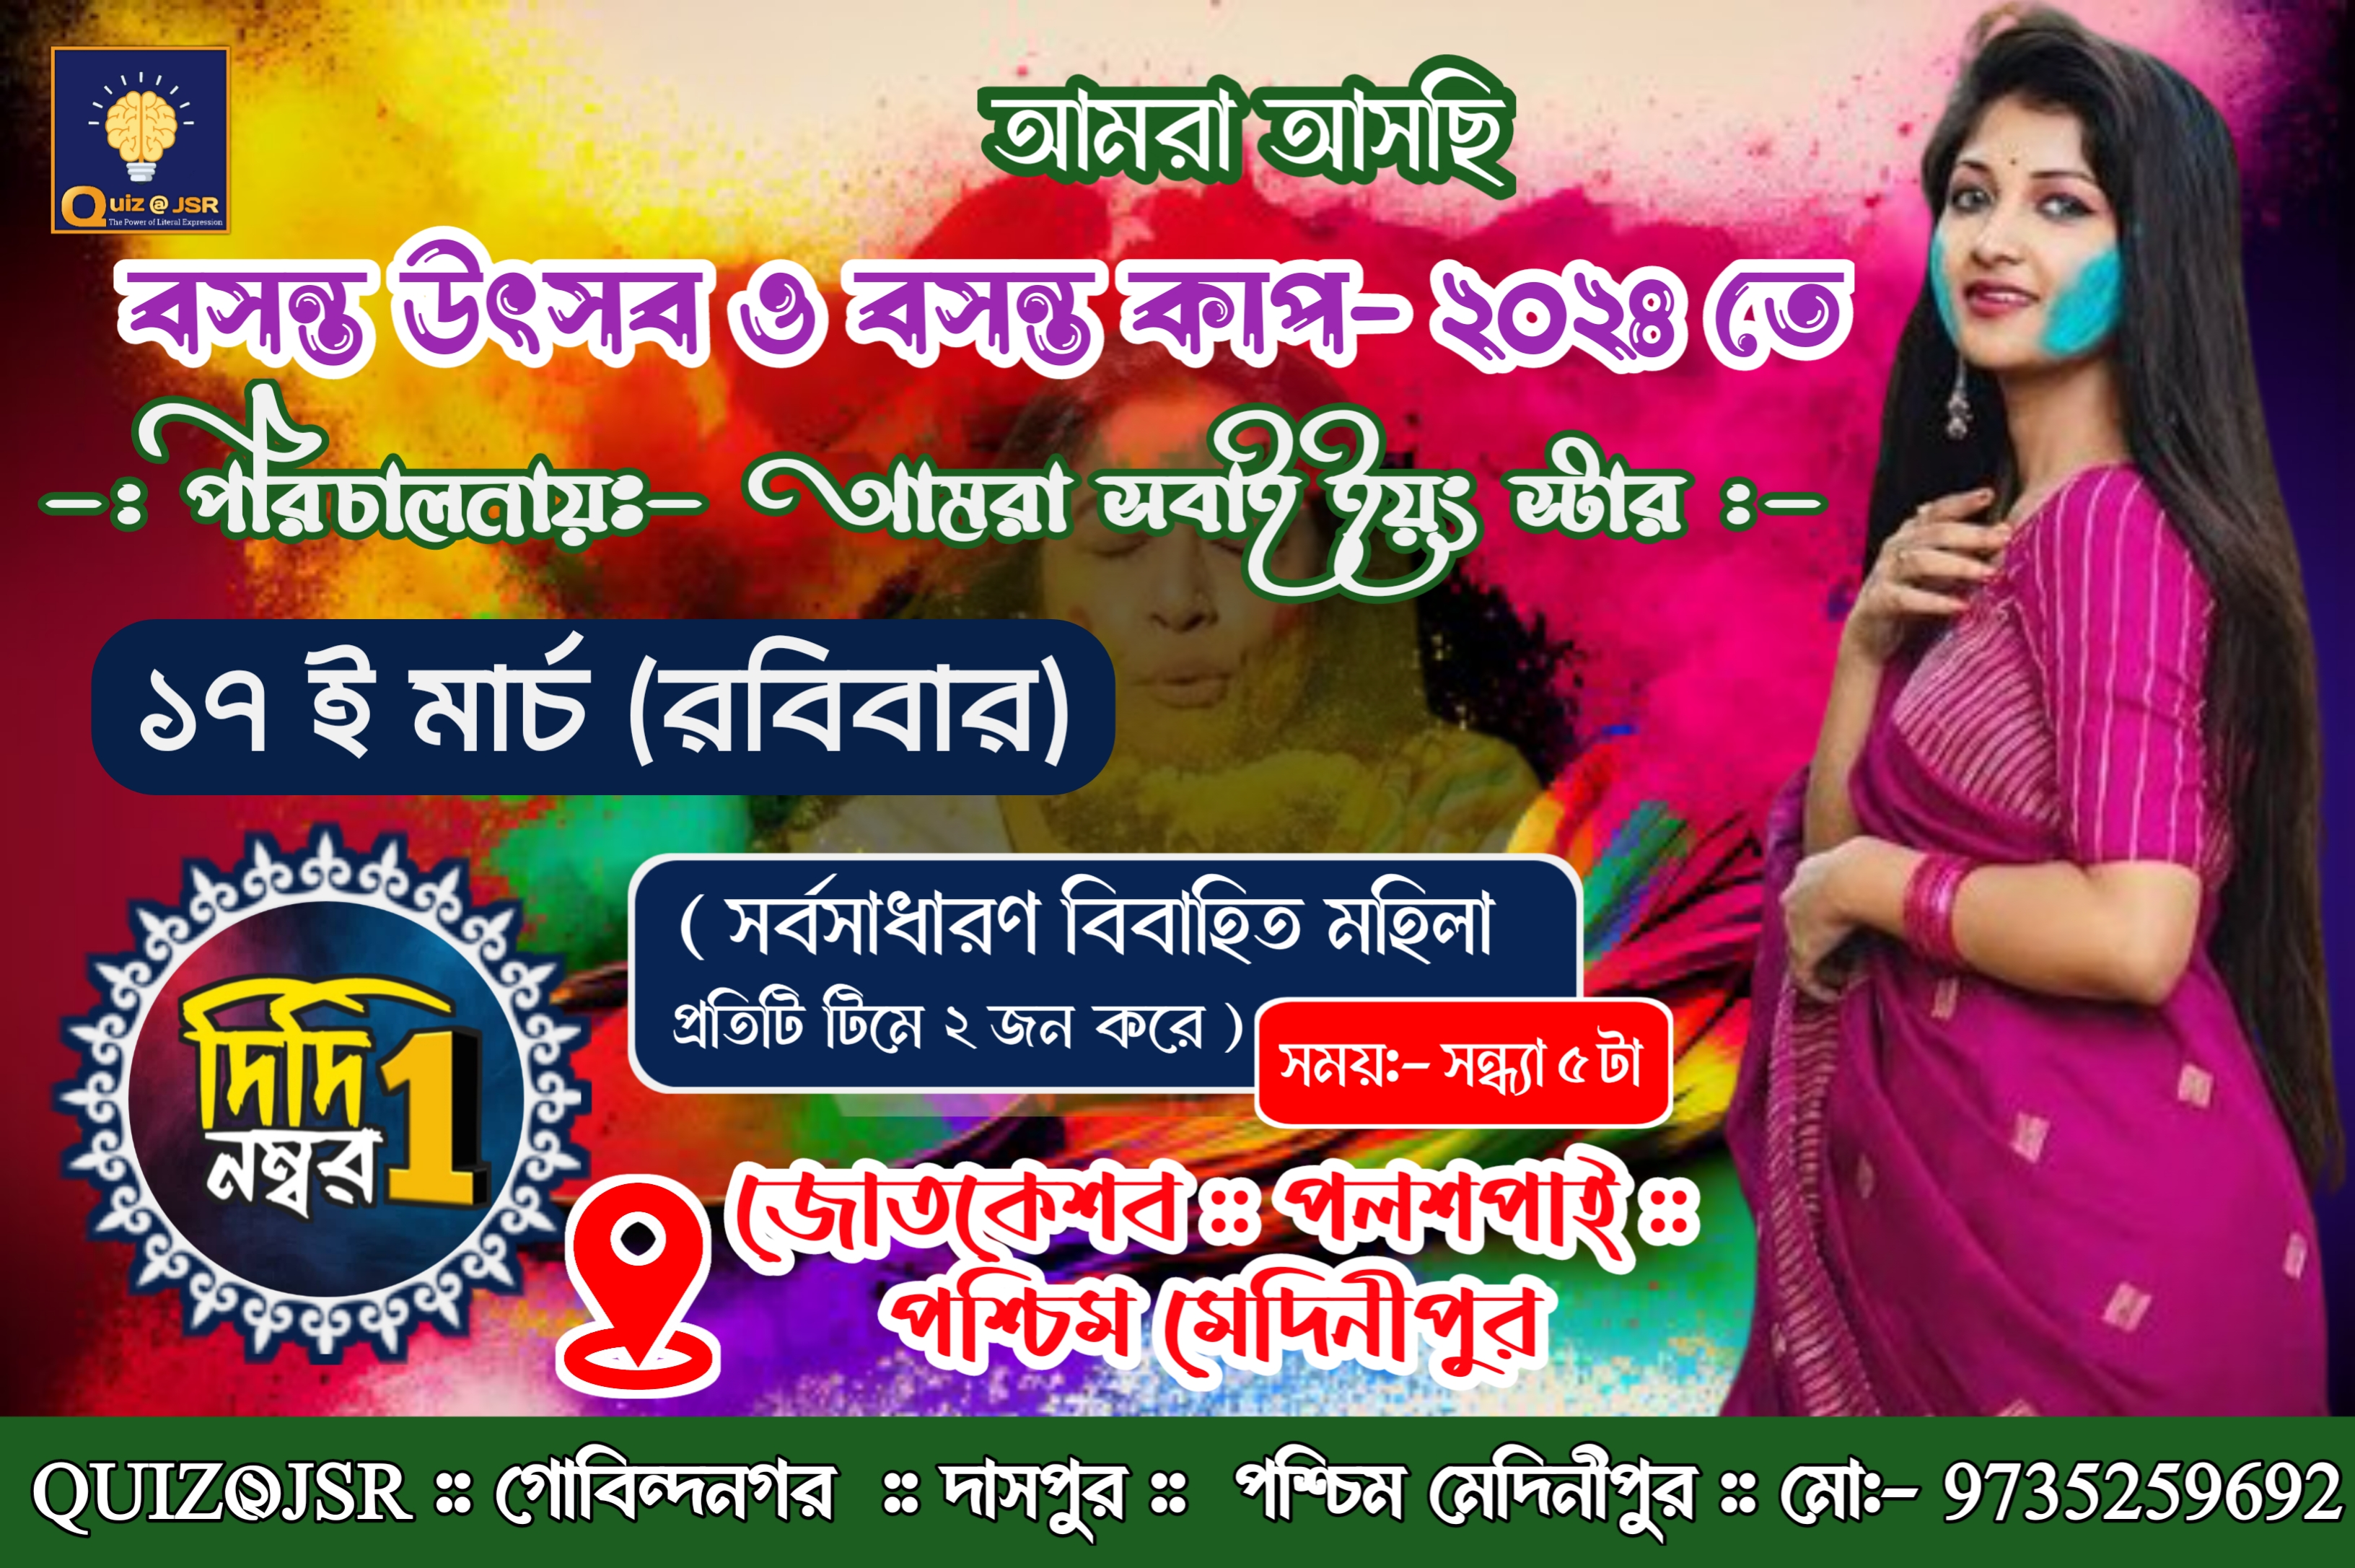 আমরা আসছি
Quiz @ JSR
The Power of Literal Expression
বসন্ত উৎসব ও বসন্ত কাপ- ২০২৪ তে
-: পরিচালনায়ঃ- আমরা সবাই ইয়ং স্টার :-
১৭ ই মার্চ (রবিবার)
( সর্বসাধারণ বিবাহিত মহিলা
প্রতিটি টিমে ২ জন করে )
সময়ঃ- সন্ধ্যা ৫ টা
দিদি
নম্বর 1
জোতকেশব :: পলশপাই ::
পশ্চিম মেদিনীপুর
QUIZ@JSR :: গোবিন্দনগর :: দাসপুর :: পশ্চিম মেদিনীপুর :: মোঃ- 9735259692